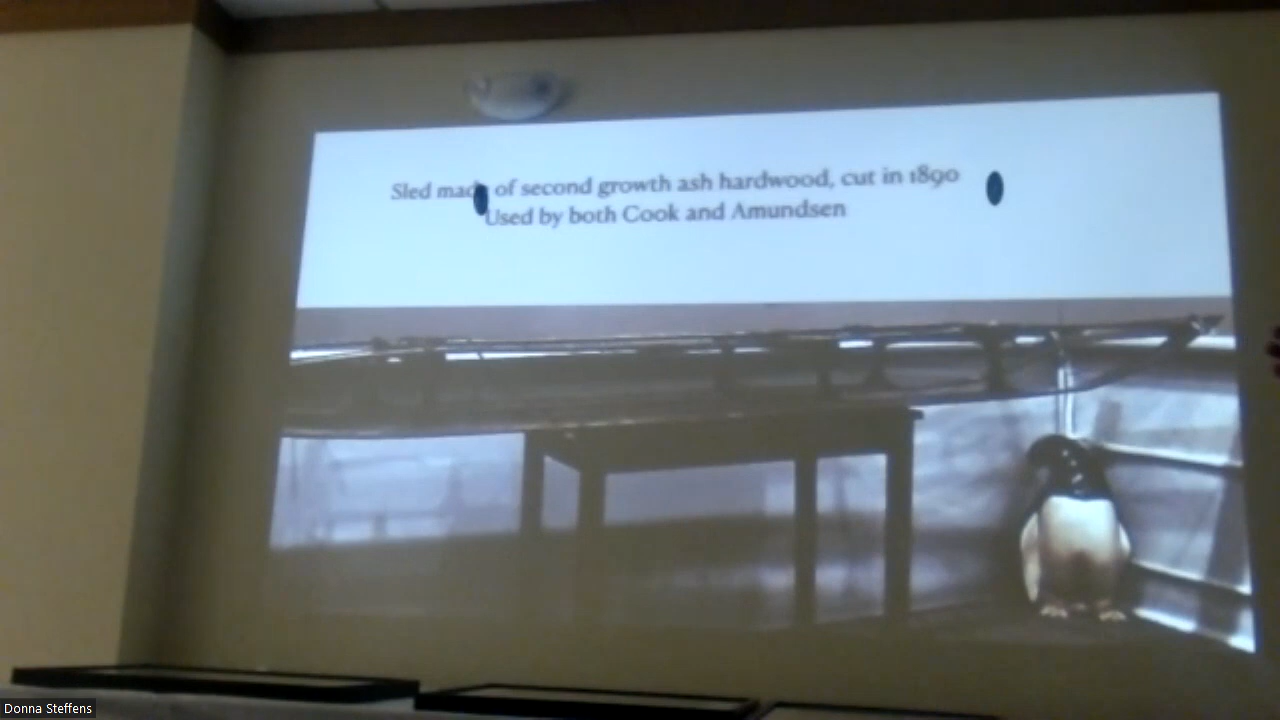 Sled made of second growth ash hardwood, cut in 1890
Used by both Cook and Amundsen
Donna Steffens